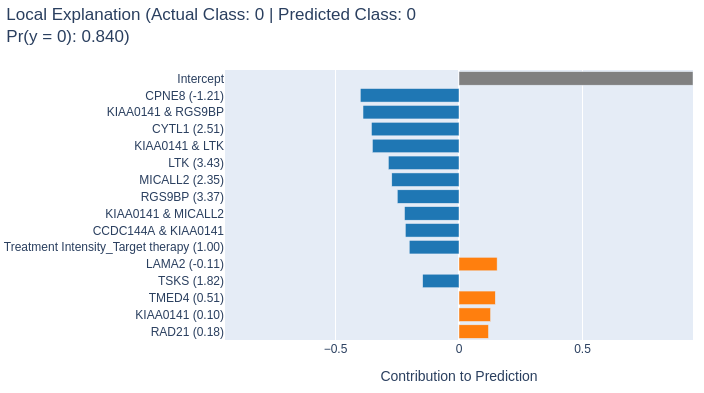 Local Explanation (Actual Class: 0 | Predicted Class: 0
Pr(y = 0): 0.840)
Intercept
CPNE8 (-1.21)
KIAA0141 & RGS9BP
CYTL1 (2.51)
KIAA0141 & LTK
LTK (3.43)
MICALL2 (2.35)
RGS9BP (3.37)
KIAA0141 & MICALL2
CCDC144A & KIAA0141
Treatment Intensity_Target therapy (1.00)
LAMA2 (-0.11)
TSKS (1.82)
TMED4 (0.51)
KIAA0141 (0.10)
RAD21 (0.18)
−0.5 0 0.5
Contribution to Prediction